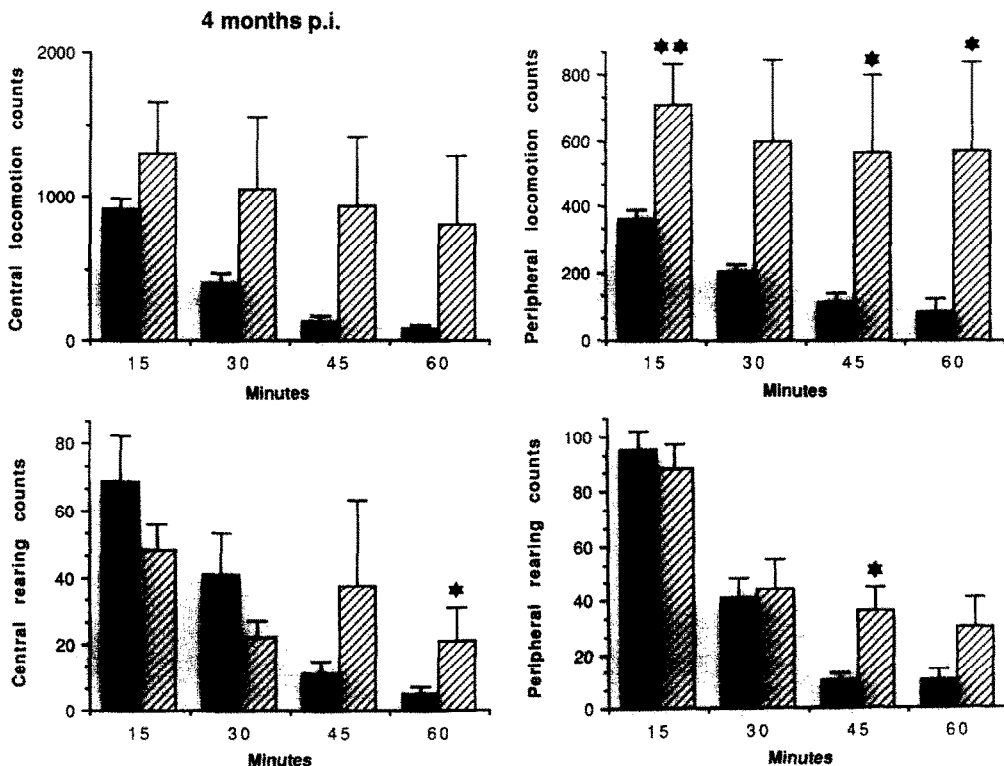 4 months p.i.
Central locomotion counts
2000
1000
0
15 30 45 60
Minutes
Peripheral locomotion counts
800
600
400
200
0
15 30 45 60
Minutes
Central rearing counts
80
60
40
20
0
15 30 45 60
Minutes
Peripheral rearing counts
100
80
60
40
20
0
15 30 45 60
Minutes